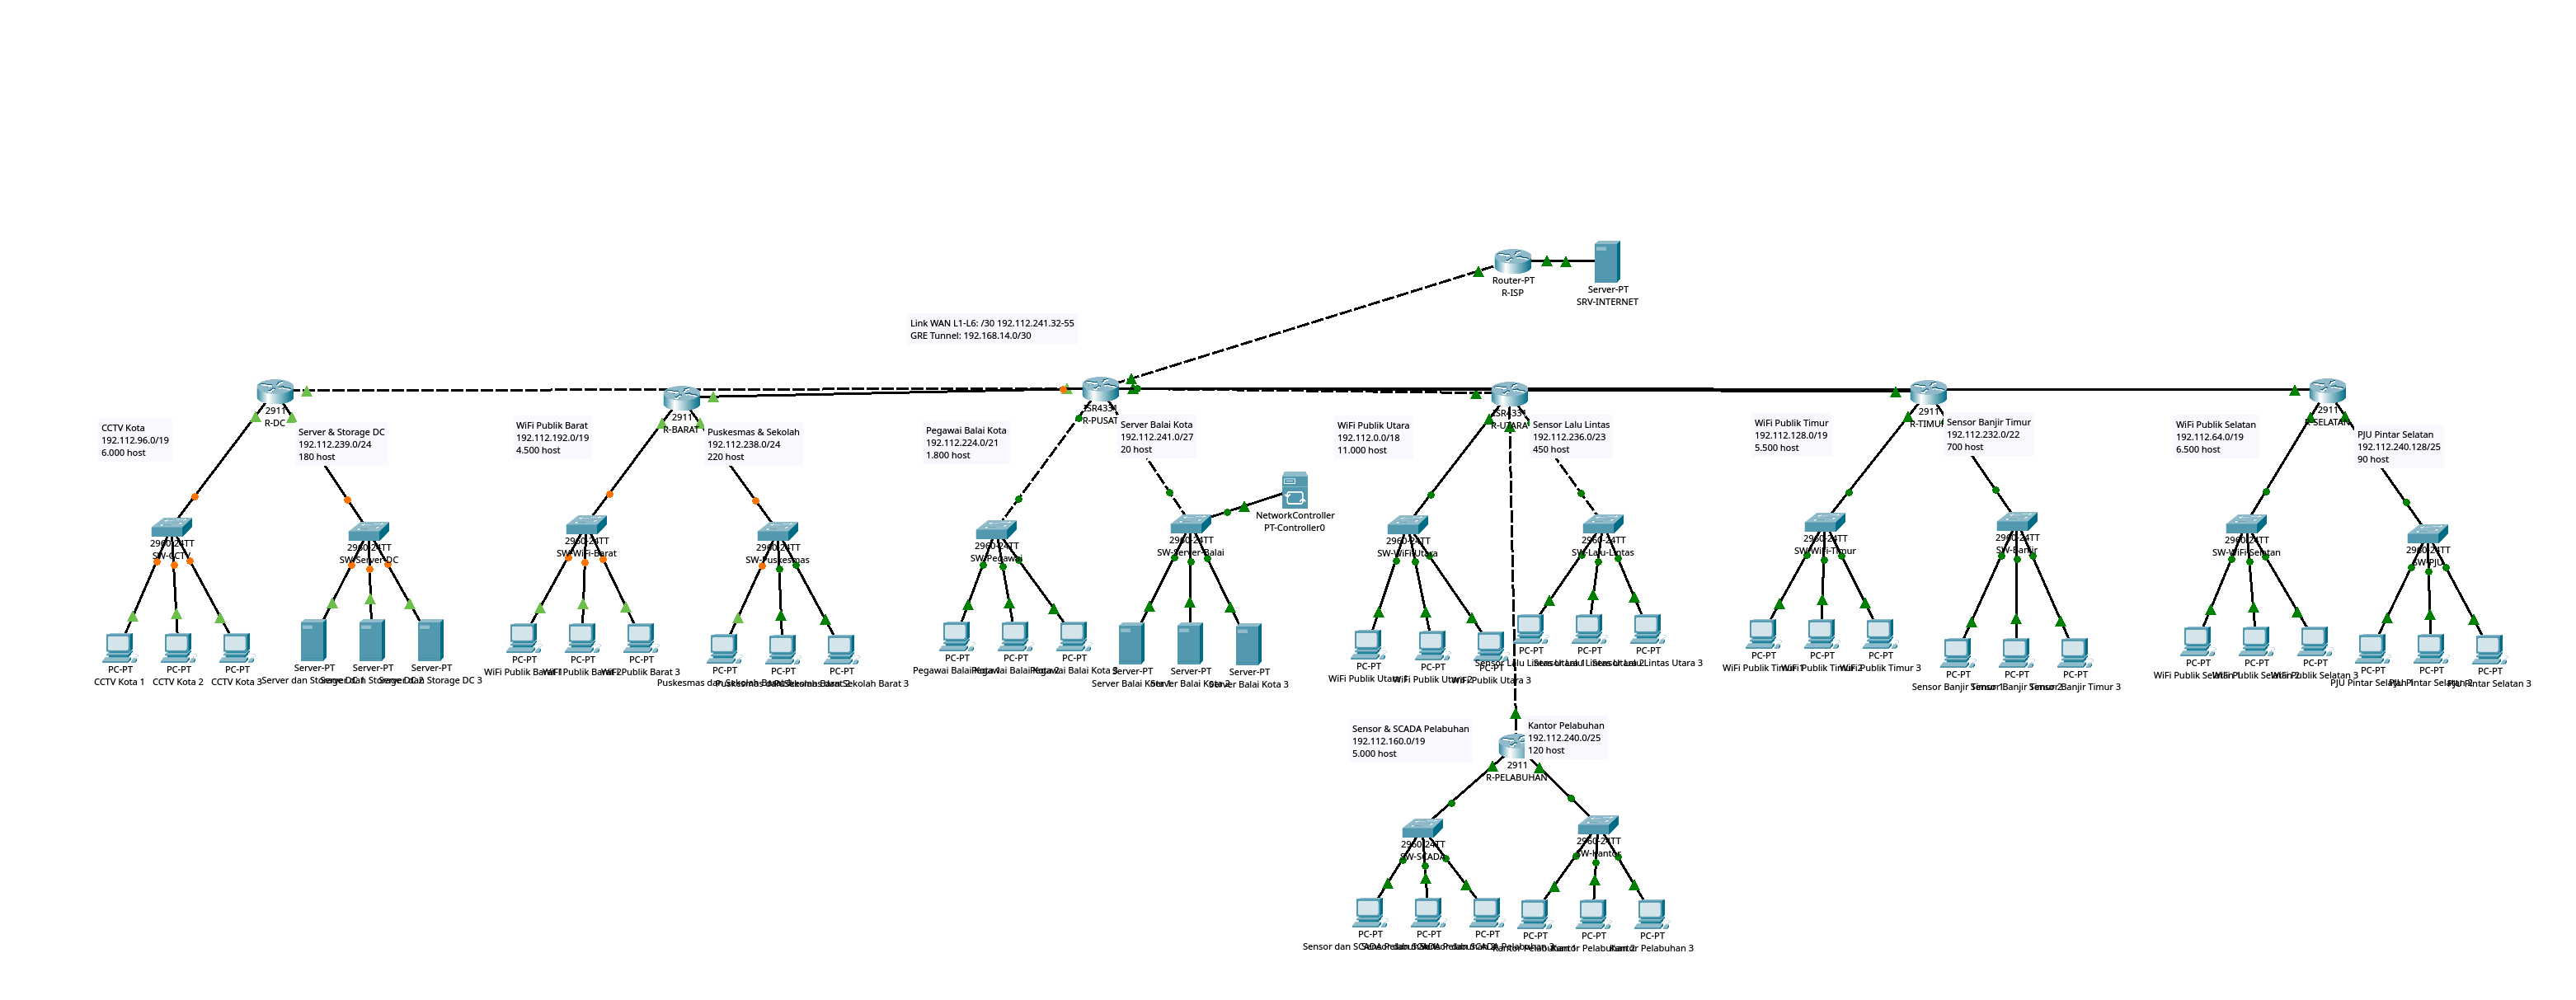 Router-PT
R-ISP
Server-PT
SRV-INTERNET
Link WAN L1-L6: /30 192.112.241.32-55
GRE Tunnel: 192.168.14.0/30
2911
R-DC
2911
R-BARAT
ISR4331
R-PUSAT
ISR4331
R-UTARA
2911
R-TIMUR
2911
R-SELATAN
CCTV Kota
192.112.96.0/19
6.000 host
Server & Storage DC
192.112.239.0/24
180 host
WiFi Publik Barat
192.112.192.0/19
4.500 host
Puskesmas & Sekolah
192.112.238.0/24
220 host
Pegawai Balai Kota
192.112.224.0/21
1.800 host
Server Balai Kota
192.112.241.0/27
20 host
WiFi Publik Utara
192.112.0.0/18
11.000 host
Sensor Lalu Lintas
192.112.236.0/23
450 host
WiFi Publik Timur
192.112.128.0/19
5.500 host
Sensor Banjir Timur
192.112.232.0/22
700 host
WiFi Publik Selatan
192.112.64.0/19
6.500 host
PJU Pintar Selatan
192.112.240.128/25
90 host
NetworkController
PT-Controller0
2960-24TT
SW-CCTV
2960-24TT
SW-Server-DC
2960-24TT
SW-WiFi-Barat
2960-24TT
SW-Puskesmas
2960-24TT
SW-Pegawai
2960-24TT
SW-Server-Balai
2960-24TT
SW-WiFi-Utara
2960-24TT
SW-Lalu-Lintas
2960-24TT
SW-WiFi-Timur
2960-24TT
SW-Banjir
2960-24TT
SW-WiFi-Selatan
2960-24TT
SW-PJU
PC-PT
CCTV Kota 1
PC-PT
CCTV Kota 2
PC-PT
CCTV Kota 3
Server-PT
Server-PT
Server-PT
Storage DC 3
PC-PT
PC-PT
PC-PT
WiFi Publik Barat 3
PC-PT
PC-PT
PC-PT
Sekolah Barat 3
PC-PT
PC-PT
PC-PT
Pegawai Balai Kota 3
Server-PT
Server-PT
Server-PT
Server Balai Kota 3
PC-PT
PC-PT
PC-PT
WiFi Publik Utara 3
PC-PT
PC-PT
PC-PT
Lintas Utara 3
PC-PT
PC-PT
PC-PT
WiFi Publik Timur 3
PC-PT
PC-PT
PC-PT
Sensor Banjir Timur 3
PC-PT
PC-PT
PC-PT
WiFi Publik Selatan 3
PC-PT
PC-PT
PC-PT
PJU Pintar Selatan 3
Sensor & SCADA Pelabuhan
192.112.160.0/19
5.000 host
Kantor Pelabuhan
192.112.240.0/25
120 host
2911
R-PELABUHAN
2960-24TT
SW-SCADA
2960-24TT
SW-Kantor
PC-PT
PC-PT
PC-PT
PC-PT
PC-PT
PC-PT
Kantor Pelabuhan 3